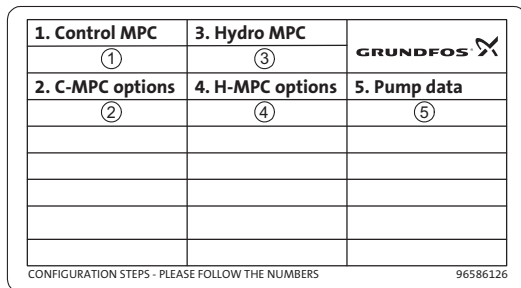 1. Control MPC 3. Hydro MPC
GRUNDFOS
1 3
2. C-MPC options 4. H-MPC options 5. Pump data
2 4 5
CONFIGURATION STEPS - PLEASE FOLLOW THE NUMBERS 96586126